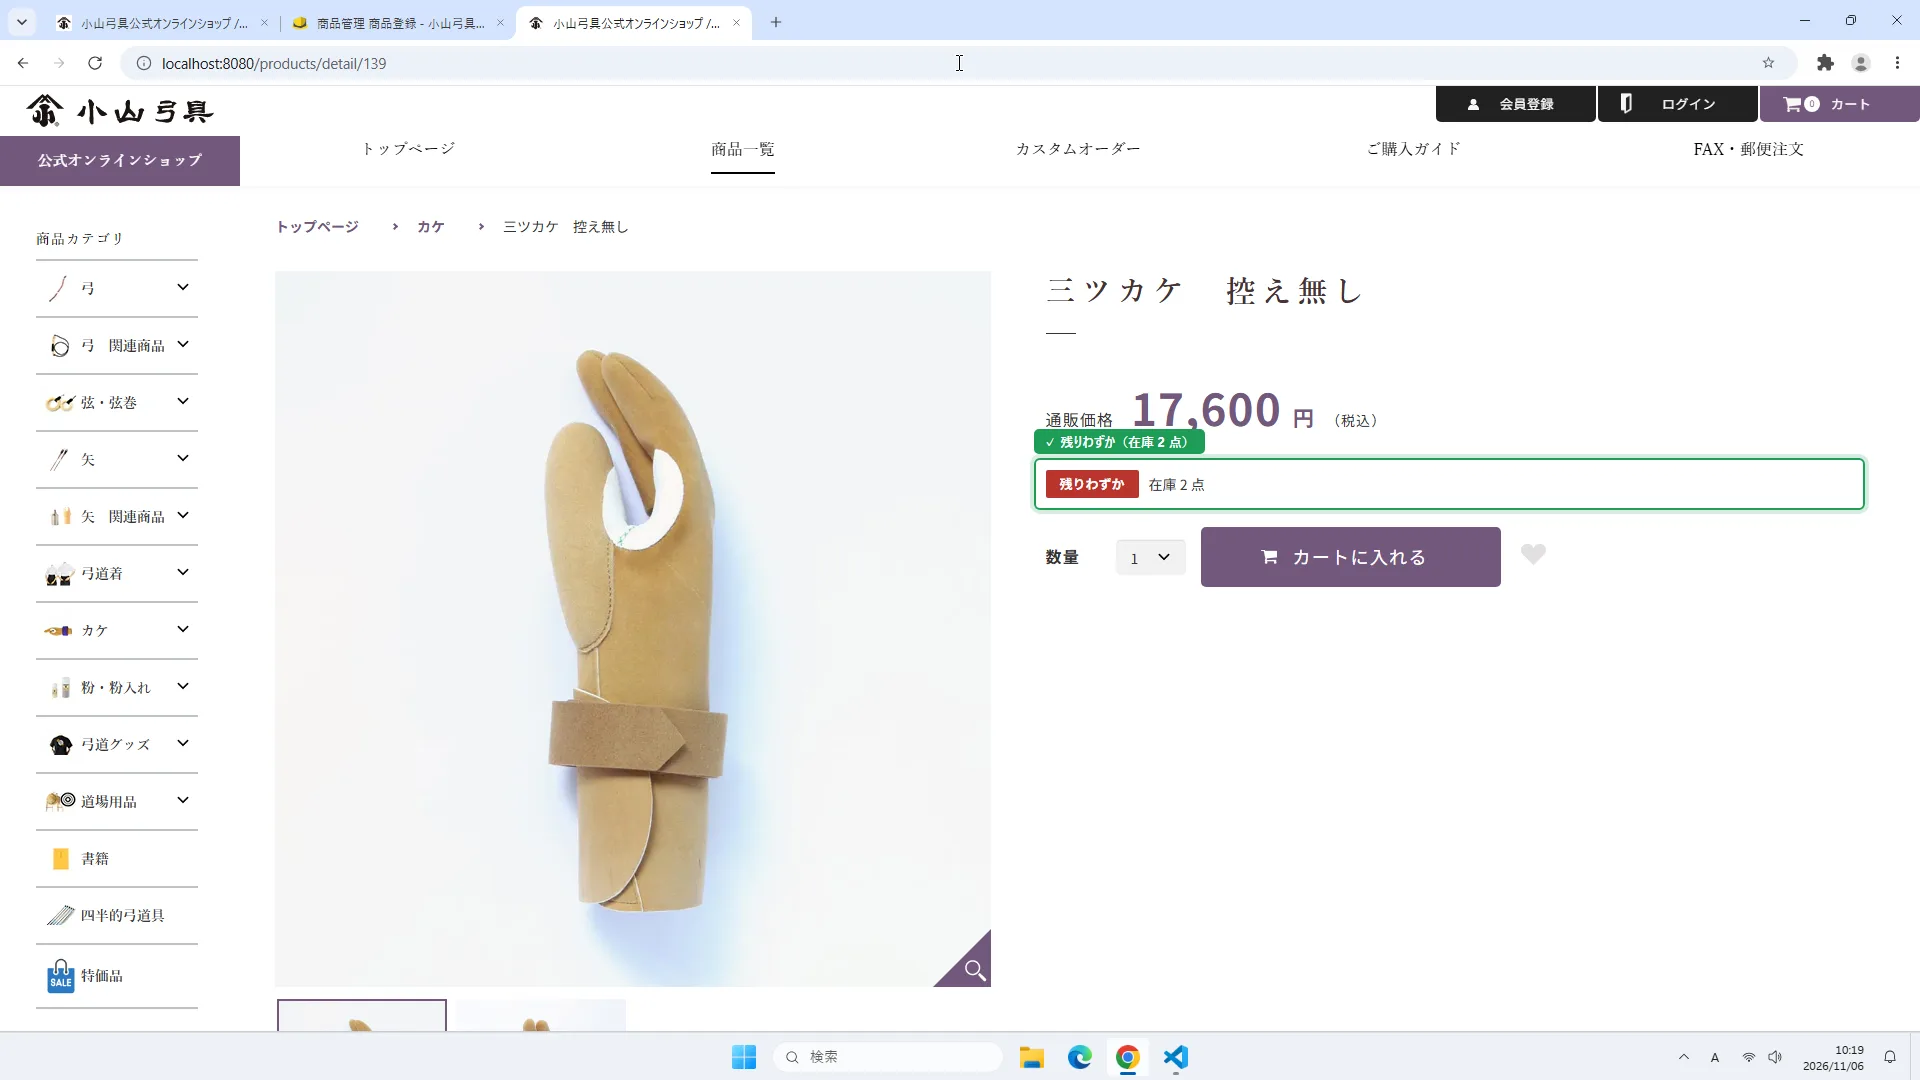 小山弓具公式オンラインショップ /...
商品管理 商品登録 - 小山弓具...
小山弓具公式オンラインショップ /...
localhost:8080/products/detail/139
小山弓具
会員登録
ログイン
0 カート
公式オンラインショップ
トップページ
商品一覧
カスタムオーダー
ご購入ガイド
FAX・郵便注文
トップページ › カケ › 三ツカケ　控え無し
商品カテゴリ
弓
弓　関連商品
弦・弦巻
矢
矢　関連商品
弓道着
カケ
粉・粉入れ
弓道グッズ
道場用品
書籍
四半的弓道具
SALE 特価品
三ツカケ　控え無し
通販価格 17,600 円 （税込）
✓ 残りわずか（在庫 2 点）
残りわずか 在庫 2 点
数量 1 カートに入れる
検索
A
10:19
2026/11/06